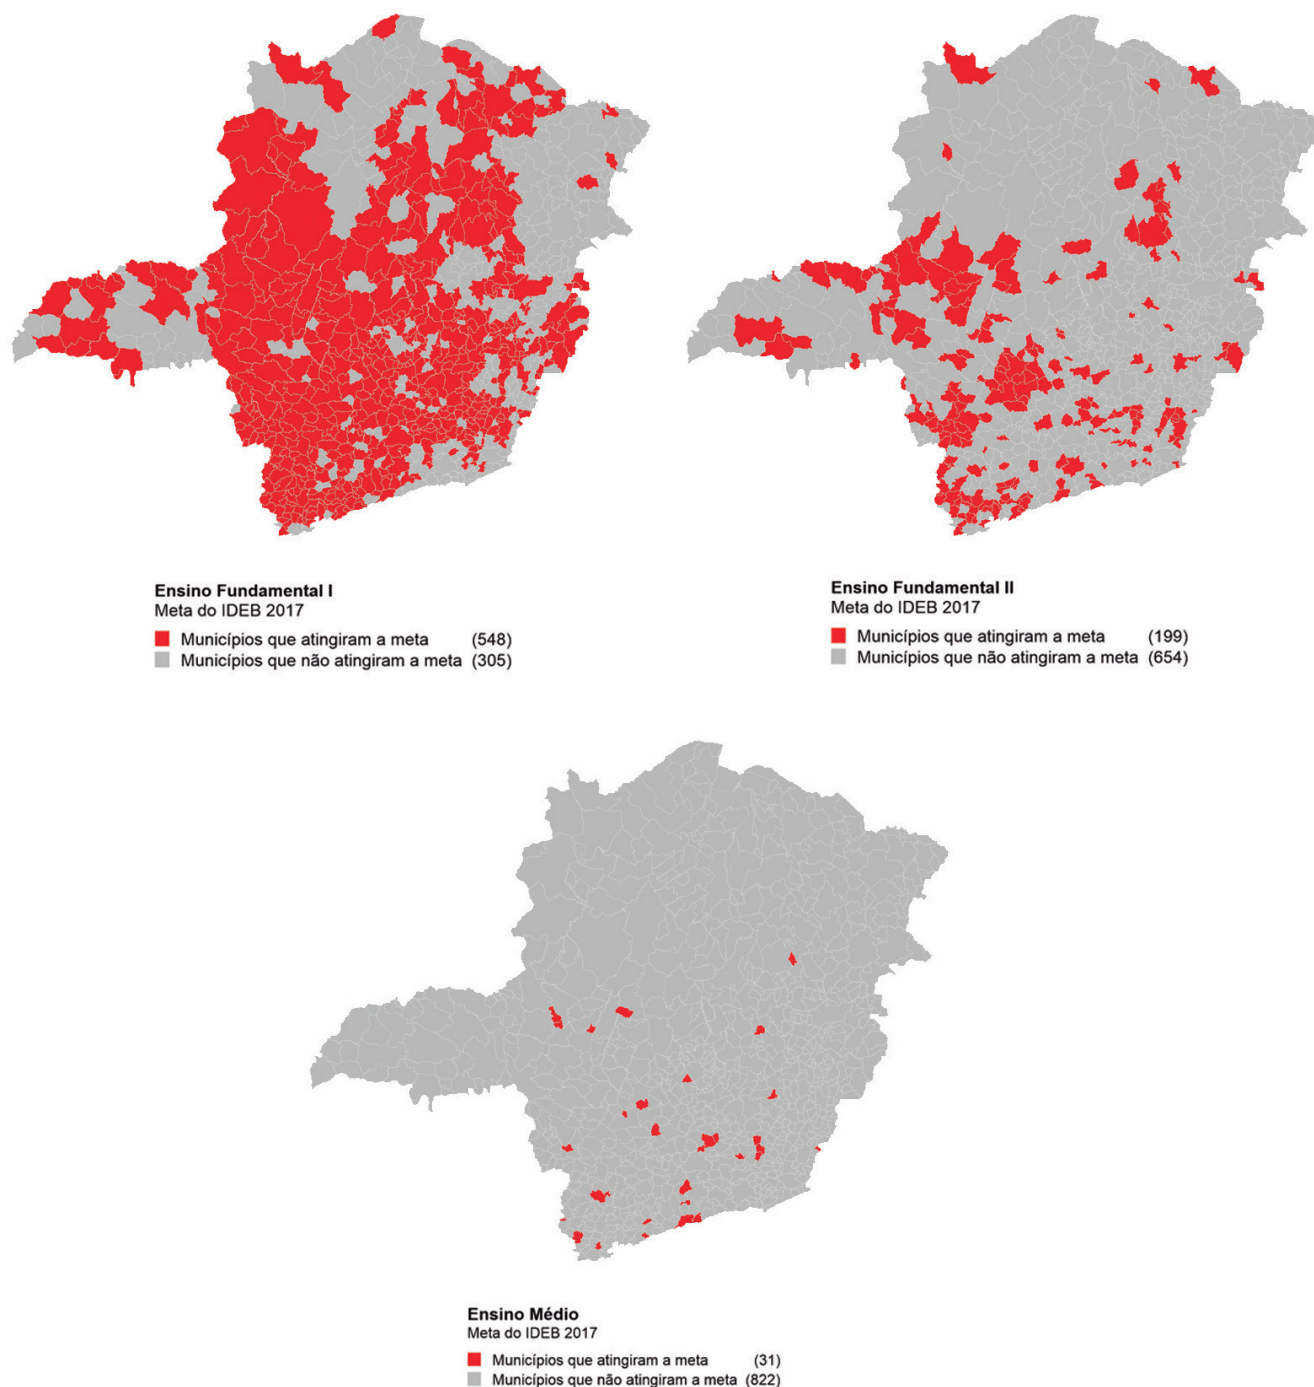 Ensino Fundamental I
Meta do IDEB 2017
Municípios que atingiram a meta (548)
Municípios que não atingiram a meta (305)
Ensino Fundamental II
Meta do IDEB 2017
Municípios que atingiram a meta (199)
Municípios que não atingiram a meta (654)
Ensino Médio
Meta do IDEB 2017
Municípios que atingiram a meta (31)
Municípios que não atingiram a meta (822)